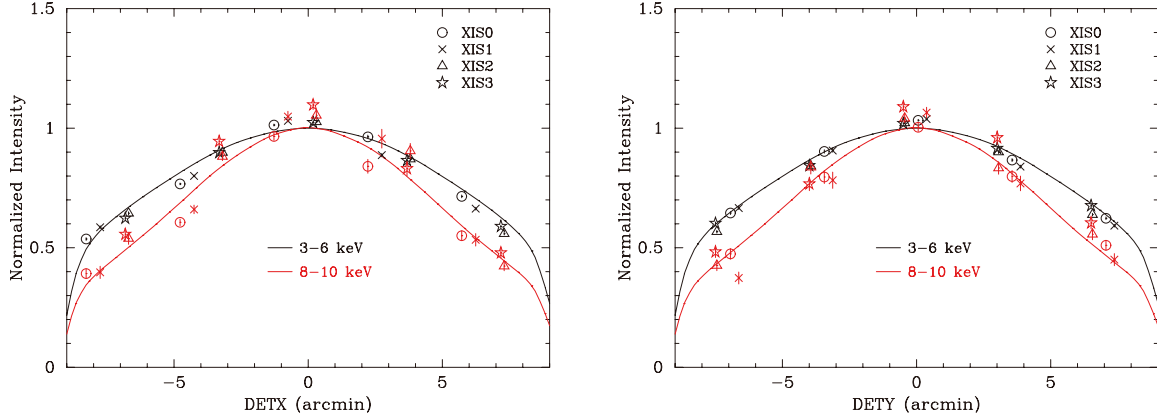 1.5
1
0.5
0
Normalized Intensity
XIS0
XIS1
XIS2
XIS3
3−6 keV
8−10 keV
−5
0
5
DETX (arcmin)
1.5
1
0.5
0
Normalized Intensity
XIS0
XIS1
XIS2
XIS3
3−6 keV
8−10 keV
−5
0
5
DETY (arcmin)